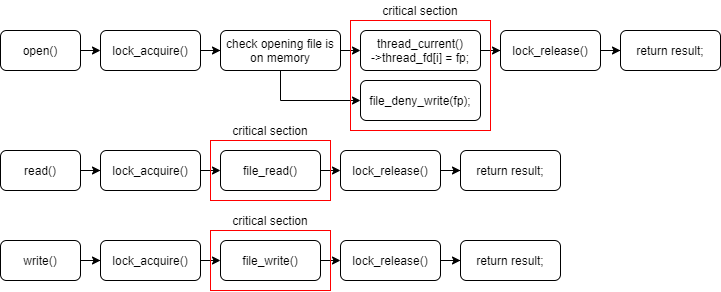 critical section
open()
lock_acquire()
check opening file is
on memory
thread_current()
->thread_fd[i] = fp;
lock_release()
return result;
file_deny_write(fp);
critical section
read()
lock_acquire()
file_read()
lock_release()
return result;
critical section
write()
lock_acquire()
file_write()
lock_release()
return result;